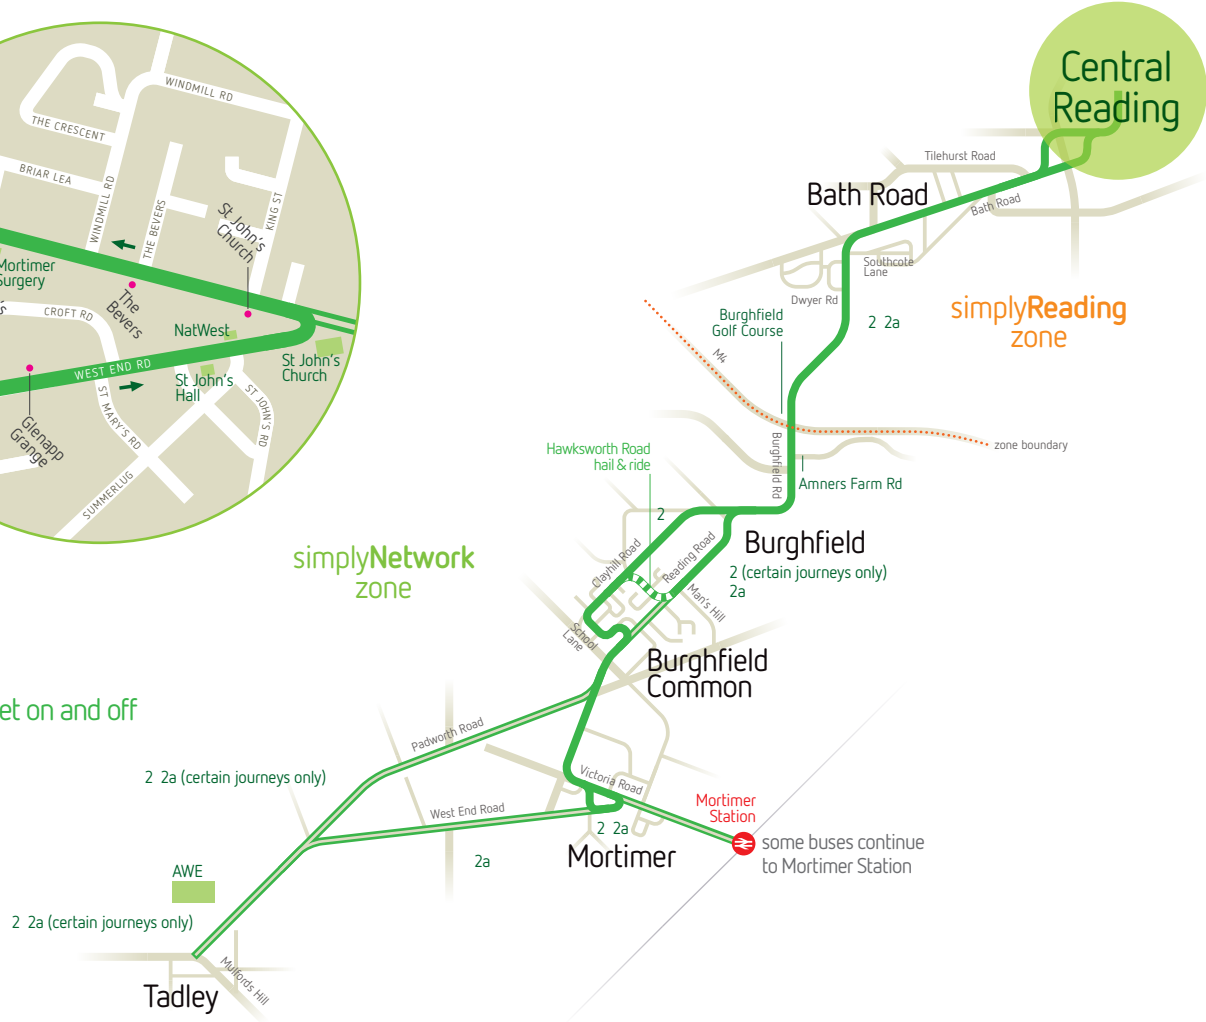 Central
Reading
Tilehurst Road
Bath Road
Bath Road
Southcote
Lane
Dwyer Rd
Burghfield
Golf Course
2 2a
simplyReading
zone
M4
zone boundary
Burghfield Rd
Amners Farm Rd
Hawksworth Road
hail & ride
2
Clayhill Road
Reading Road
Burghfield
2 (certain journeys only)
2a
Man's Hill
School
Lane
Burghfield
Common
simplyNetwork
zone
WINDMILL RD
THE CRESCENT
BRIAR LEA
WINDMILL RD
THE BEVERS
KING ST
St John's
Church
Mortimer
Surgery
The
Bevers
CROFT RD
NatWest
WEST END RD
St John's
Church
St John's
Hall
ST MARY'S RD
ST JOHN'S RD
Glenapp
Grange
SUMMERLUG
et on and off
Padworth Road
2 2a (certain journeys only)
West End Road
Victoria Road
Mortimer
Station
2 2a
Mortimer
some buses continue
to Mortimer Station
2a
AWE
2 2a (certain journeys only)
Mulfords Hill
Tadley